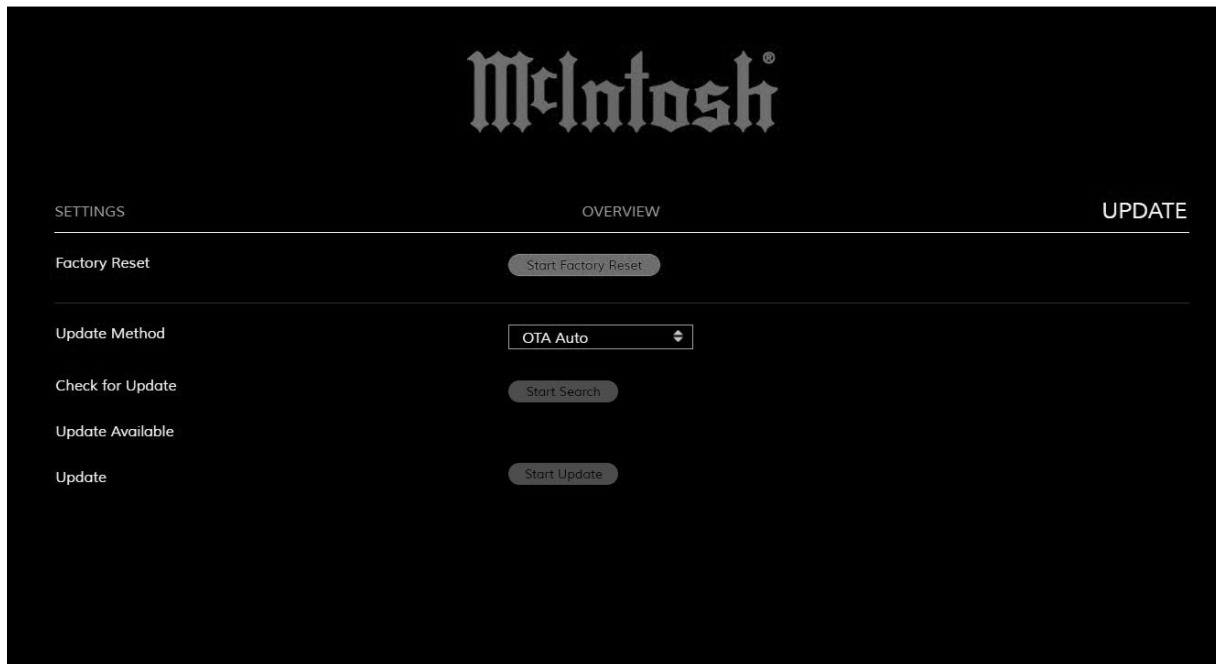 McIntosh®
SETTINGS OVERVIEW UPDATE
Factory Reset Start Factory Reset
Update Method OTA Auto
Check for Update Start Search
Update Available
Update Start Update